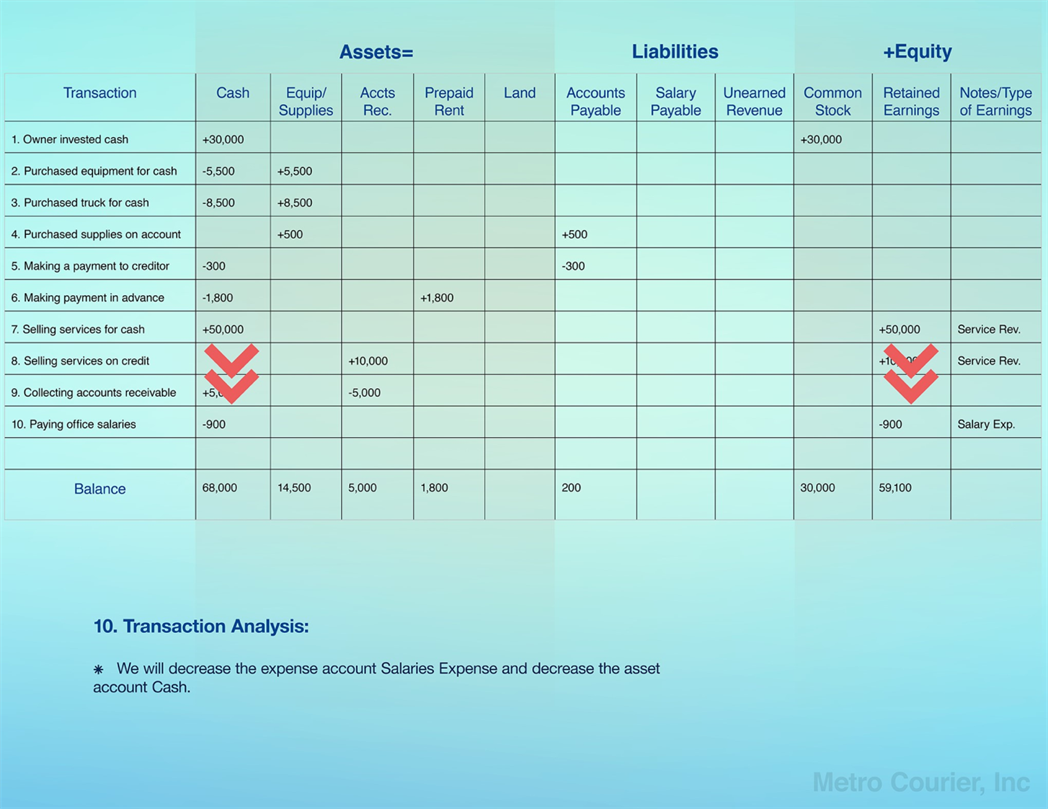 Assets= Liabilities +Equity
Transaction Cash Equip/ Supplies Accts Rec. Prepaid Rent Land Accounts Payable Salary Payable Unearned Revenue Common Stock Retained Earnings Notes/Type of Earnings
1. Owner invested cash +30,000 +30,000
2. Purchased equipment for cash -5,500 +5,500
3. Purchased truck for cash -8,500 +8,500
4. Purchased supplies on account +500 +500
5. Making a payment to creditor -300 -300
6. Making payment in advance -1,800 +1,800
7. Selling services for cash +50,000 +50,000 Service Rev.
8. Selling services on credit +10,000 Service Rev.
9. Collecting accounts receivable -5,000
10. Paying office salaries -900 -900 Salary Exp.
Balance 68,000 14,500 5,000 1,800 200 30,000 59,100
10. Transaction Analysis:
✳ We will decrease the expense account Salaries Expense and decrease the asset
account Cash.
Metro Courier, Inc